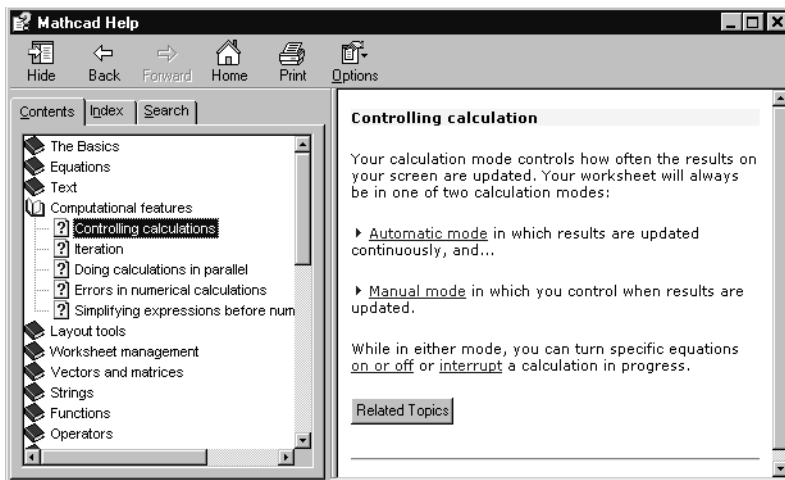 Mathcad Help
Hide Back Forward Home Print Options
Contents Index Search
The Basics
Equations
Text
Computational features
Controlling calculations
Iteration
Doing calculations in parallel
Errors in numerical calculations
Simplifying expressions before num
Layout tools
Worksheet management
Vectors and matrices
Strings
Functions
Operators
Controlling calculation
Your calculation mode controls how often the results on
your screen are updated. Your worksheet will always
be in one of two calculation modes:
Automatic mode in which results are updated
continuously, and...
Manual mode in which you control when results are
updated.
While in either mode, you can turn specific equations
on or off or interrupt a calculation in progress.
Related Topics